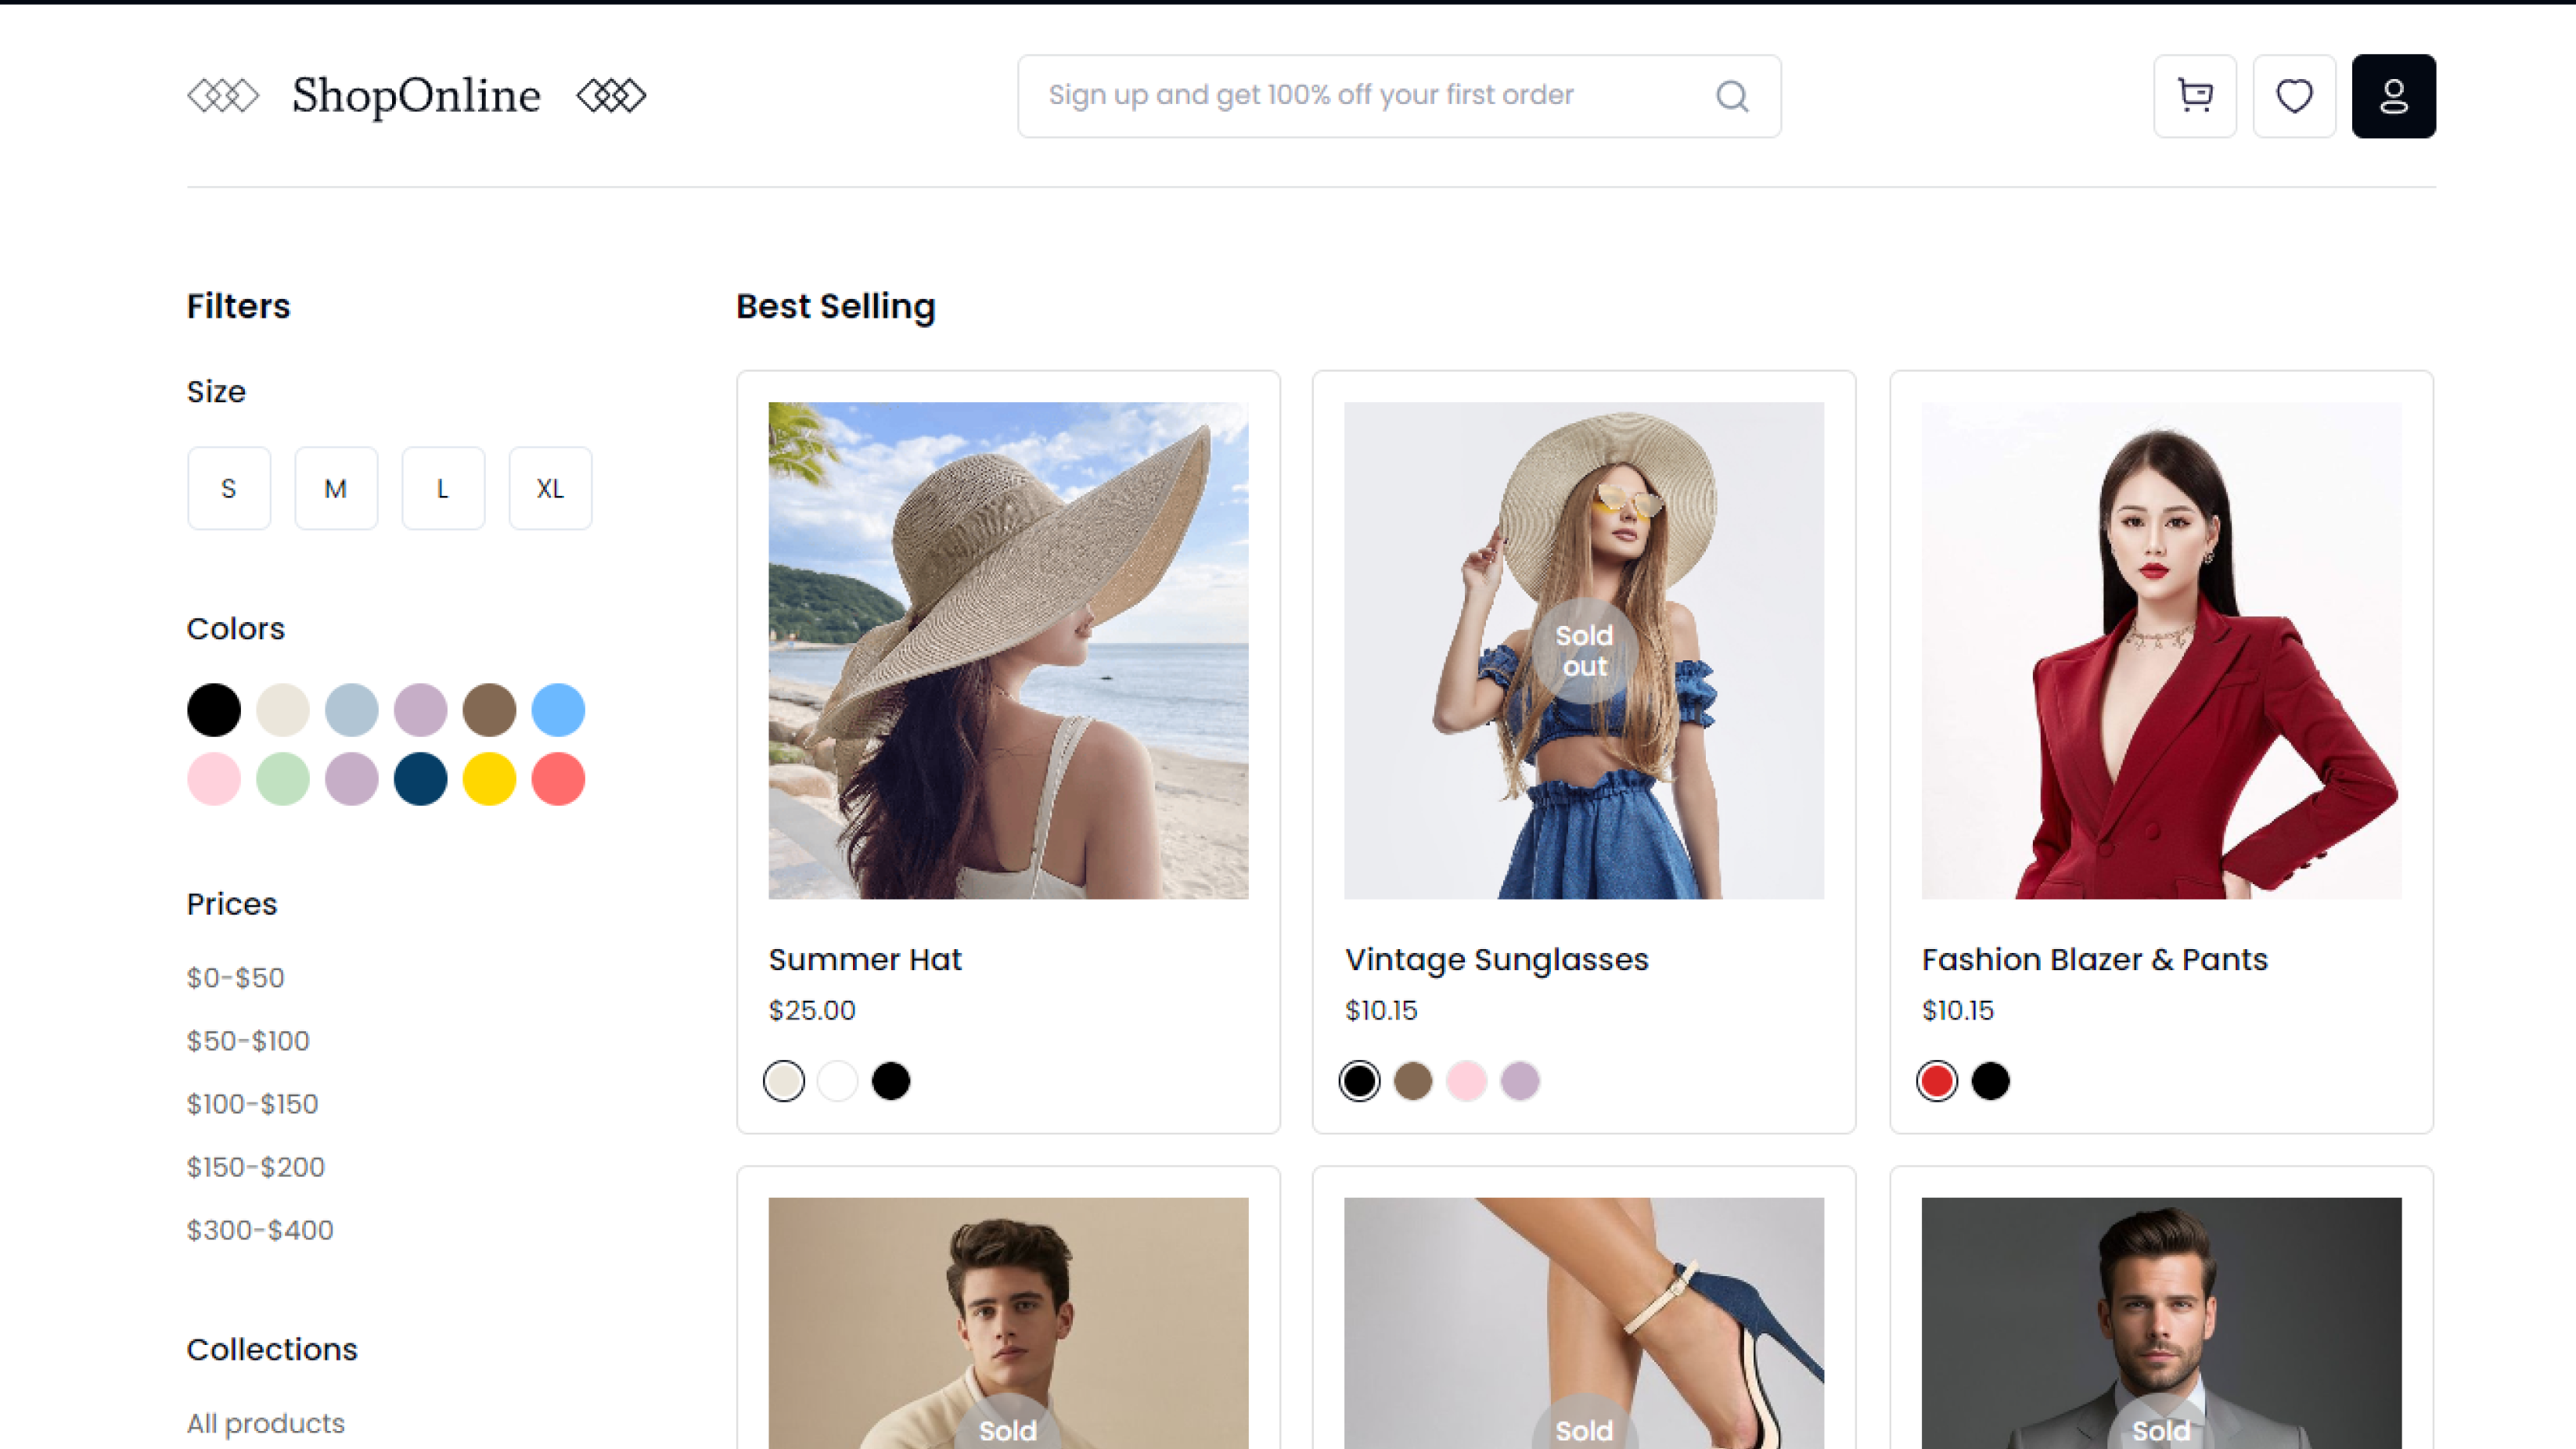 ShopOnline
Sign up and get 100% off your first order
Filters
Size
S M L XL
Colors
Prices
$0-$50
$50-$100
$100-$150
$150-$200
$300-$400
Collections
All products
Best Selling
Sold
out
Summer Hat
$25.00
Vintage Sunglasses
$10.15
Fashion Blazer & Pants
$10.15
Sold
Sold
Sold